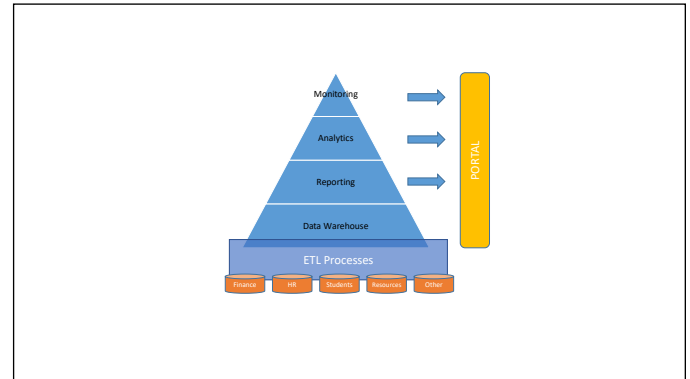 Monitoring
Analytics
Reporting
Data Warehouse
ETL Processes
Finance
HR
Students
Resources
Other
PORTAL